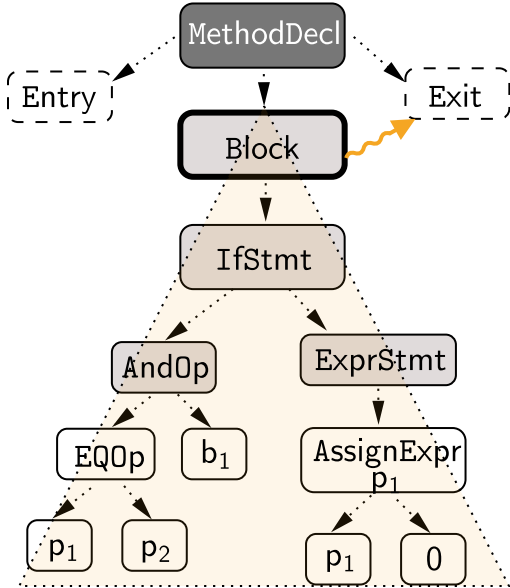 MethodDecl
Entry
Exit
Block
IfStmt
AndOp
ExprStmt
EQOp
b₁
AssignExpr
p₁
p₁
p₂
p₁
0